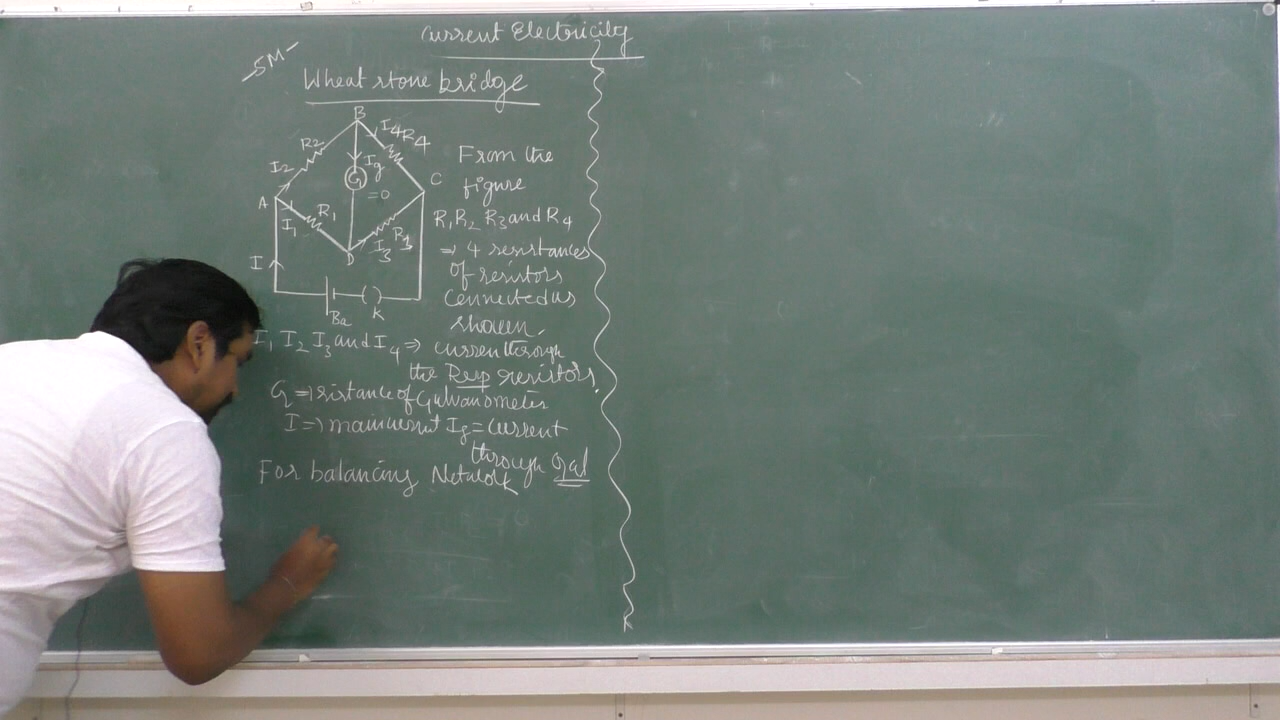 Current Electricity
-5M-
Wheat stone bridge
B
I4 R4
R2
I2
Ig
G
=0
C
A
R1
I1
R3
I3
D
I
Ba
K
From the
figure
R1 R2 R3 and R4
⇒ 4 resistances
of resistors
Connected as
shown.
I1 I2 I3 and I4 ⇒ current through
the Resp resistors.
G ⇒ ristance of Galvanometer
I ⇒ main current Ig = current
through Gal
For balancing Network